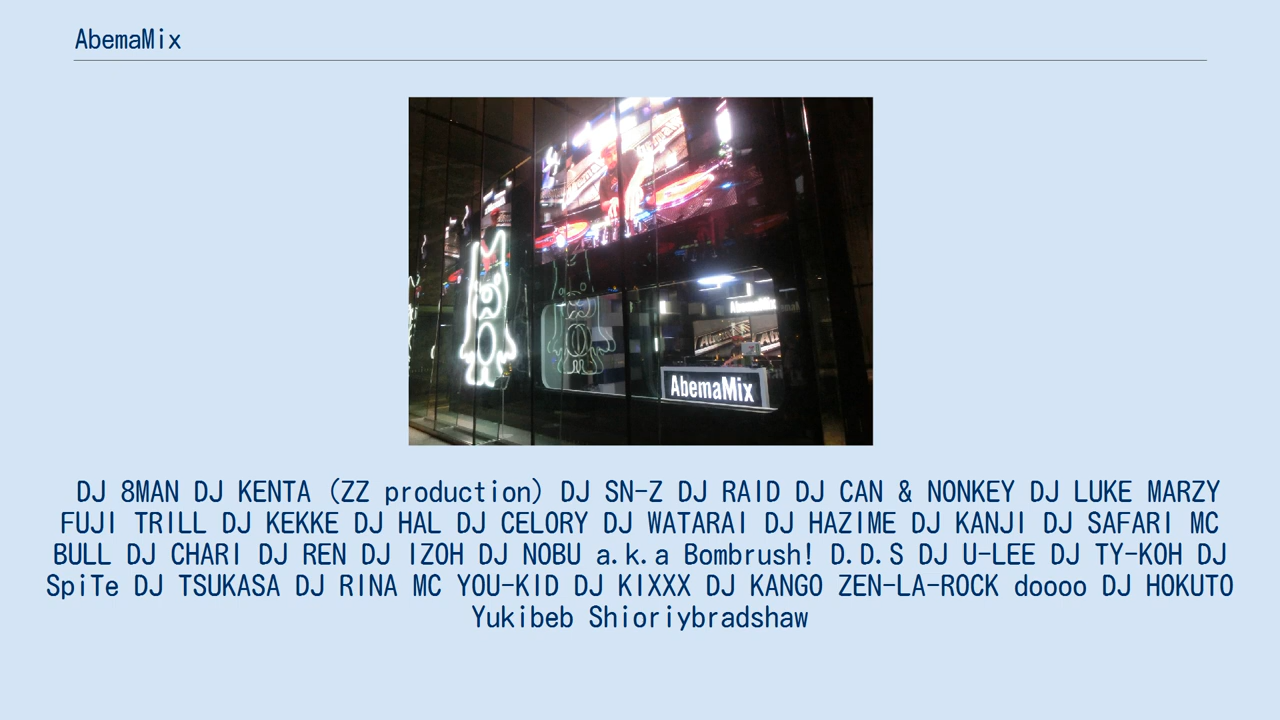 AbemaMix
AbemaMix
AbemaMix
DJ 8MAN DJ KENTA (ZZ production) DJ SN-Z DJ RAID DJ CAN & NONKEY DJ LUKE MARZY
FUJI TRILL DJ KEKKE DJ HAL DJ CELORY DJ WATARAI DJ HAZIME DJ KANJI DJ SAFARI MC
BULL DJ CHARI DJ REN DJ IZOH DJ NOBU a.k.a Bombrush! D.D.S DJ U-LEE DJ TY-KOH DJ
SpiTe DJ TSUKASA DJ RINA MC YOU-KID DJ KIXXX DJ KANGO ZEN-LA-ROCK doooo DJ HOKUTO
Yukibeb Shioriybradshaw